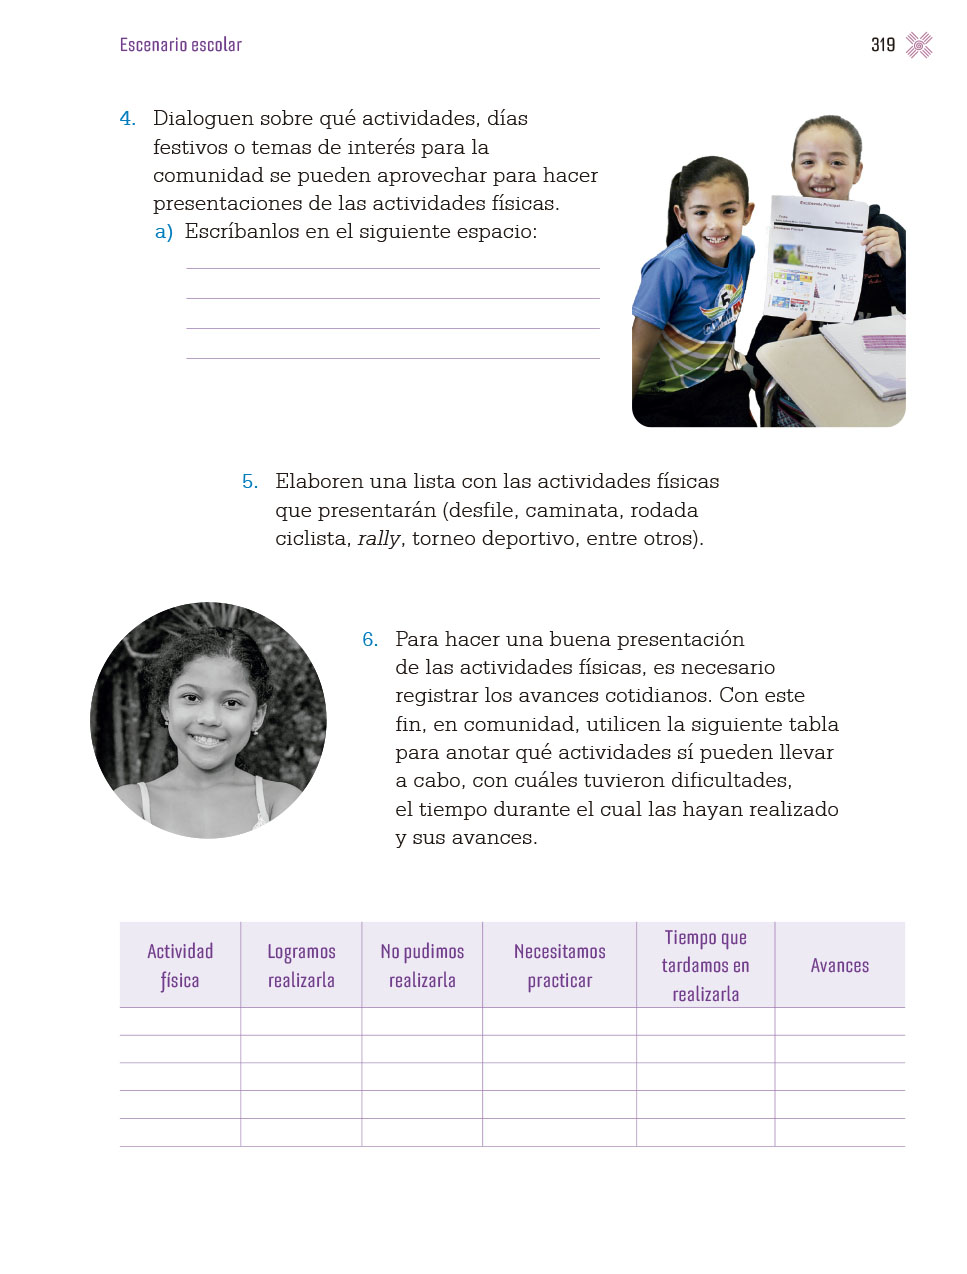 Escenario escolar
319
4. Dialoguen sobre qué actividades, días
festivos o temas de interés para la
comunidad se pueden aprovechar para hacer
presentaciones de las actividades físicas.
a) Escríbanlos en el siguiente espacio:
Escenario Principal
5. Elaboren una lista con las actividades físicas
que presentarán (desfile, caminata, rodada
ciclista, rally, torneo deportivo, entre otros).
6. Para hacer una buena presentación
de las actividades físicas, es necesario
registrar los avances cotidianos. Con este
fin, en comunidad, utilicen la siguiente tabla
para anotar qué actividades sí pueden llevar
a cabo, con cuáles tuvieron dificultades,
el tiempo durante el cual las hayan realizado
y sus avances.
Actividad
física
Logramos
realizarla
No pudimos
realizarla
Necesitamos
practicar
Tiempo que
tardamos en
realizarla
Avances